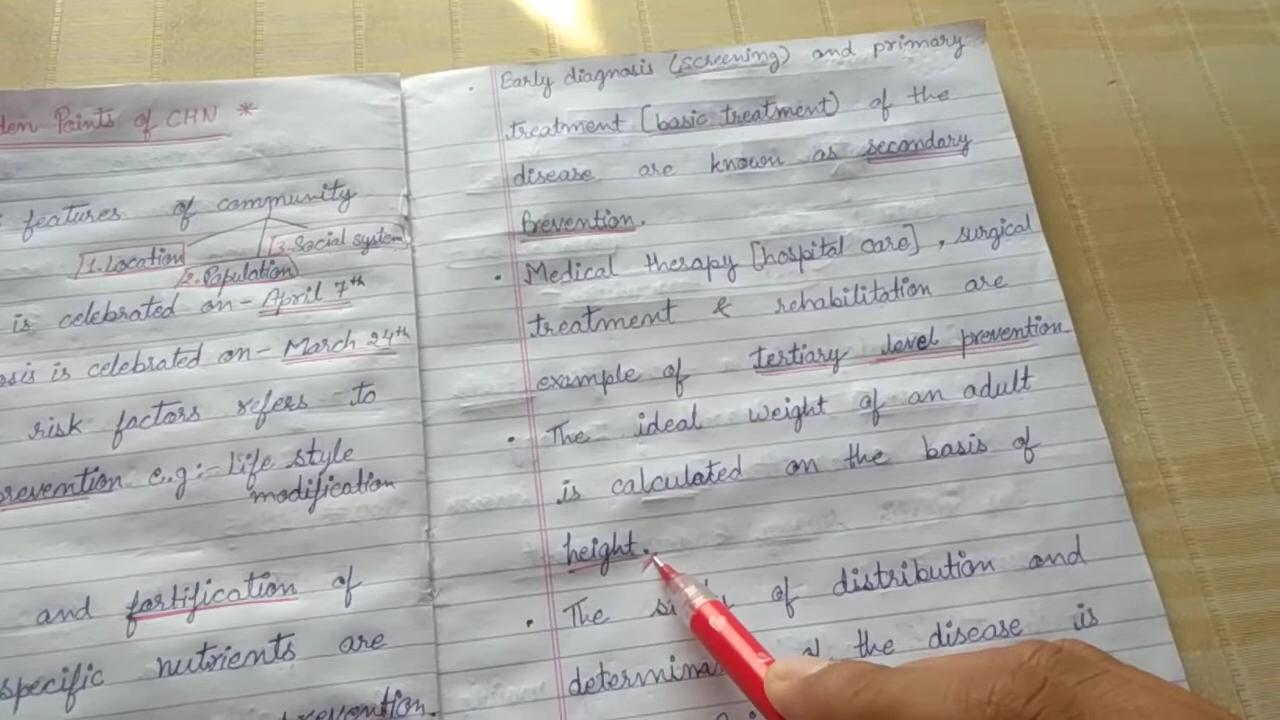 Points of CHN *
features of community
1. Location
2. Population
3. Social system
is celebrated on - April 7th
is celebrated on - March 24th
risk factors refers to
e.g:- Life style
modification
and fortification of
specific nutrients are
Early diagnosis (screening) and primary
treatment [basic treatment) of the
disease are known as secondary
Prevention.
Medical therapy [hospital care], surgical
treatment & rehabilitation are
example of tertiary level prevention
The ideal weight of an adult
is calculated on the basis of
height.
The of distribution and
the disease is